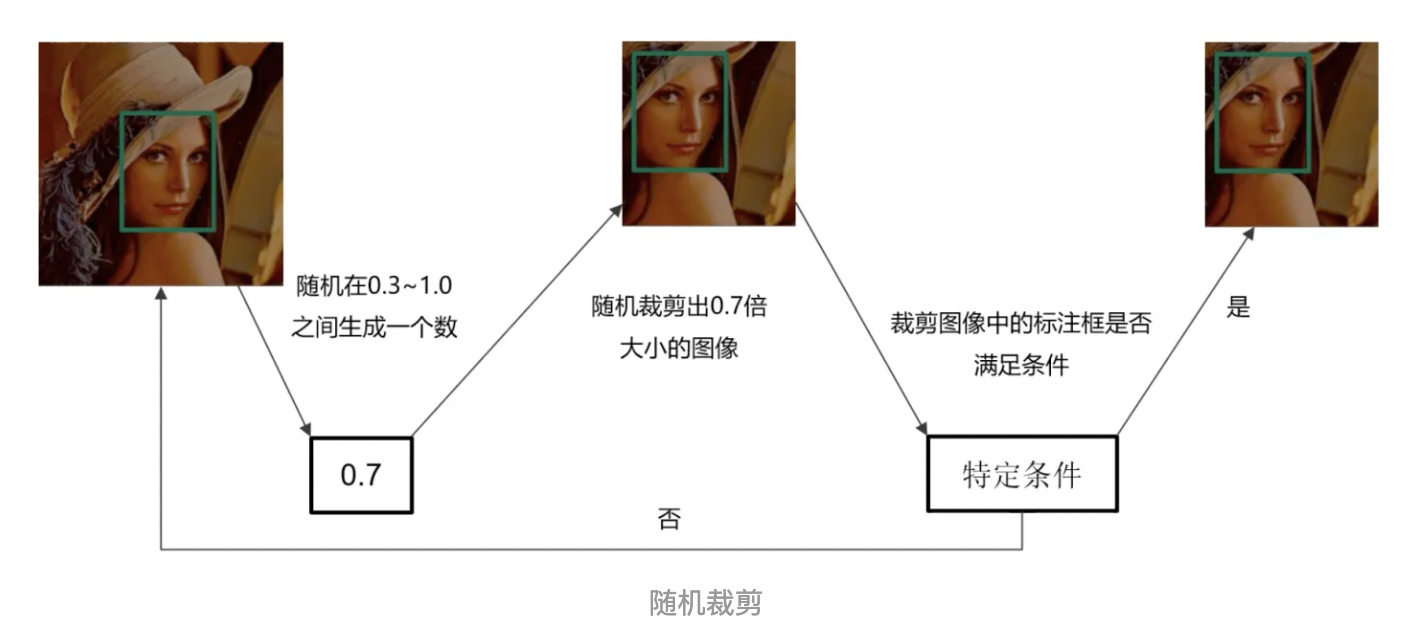 随机在0.3~1.0
之间生成一个数
随机裁剪出0.7倍
大小的图像
裁剪图像中的标注框是否
满足条件
是
0.7
特定条件
否
随机裁剪